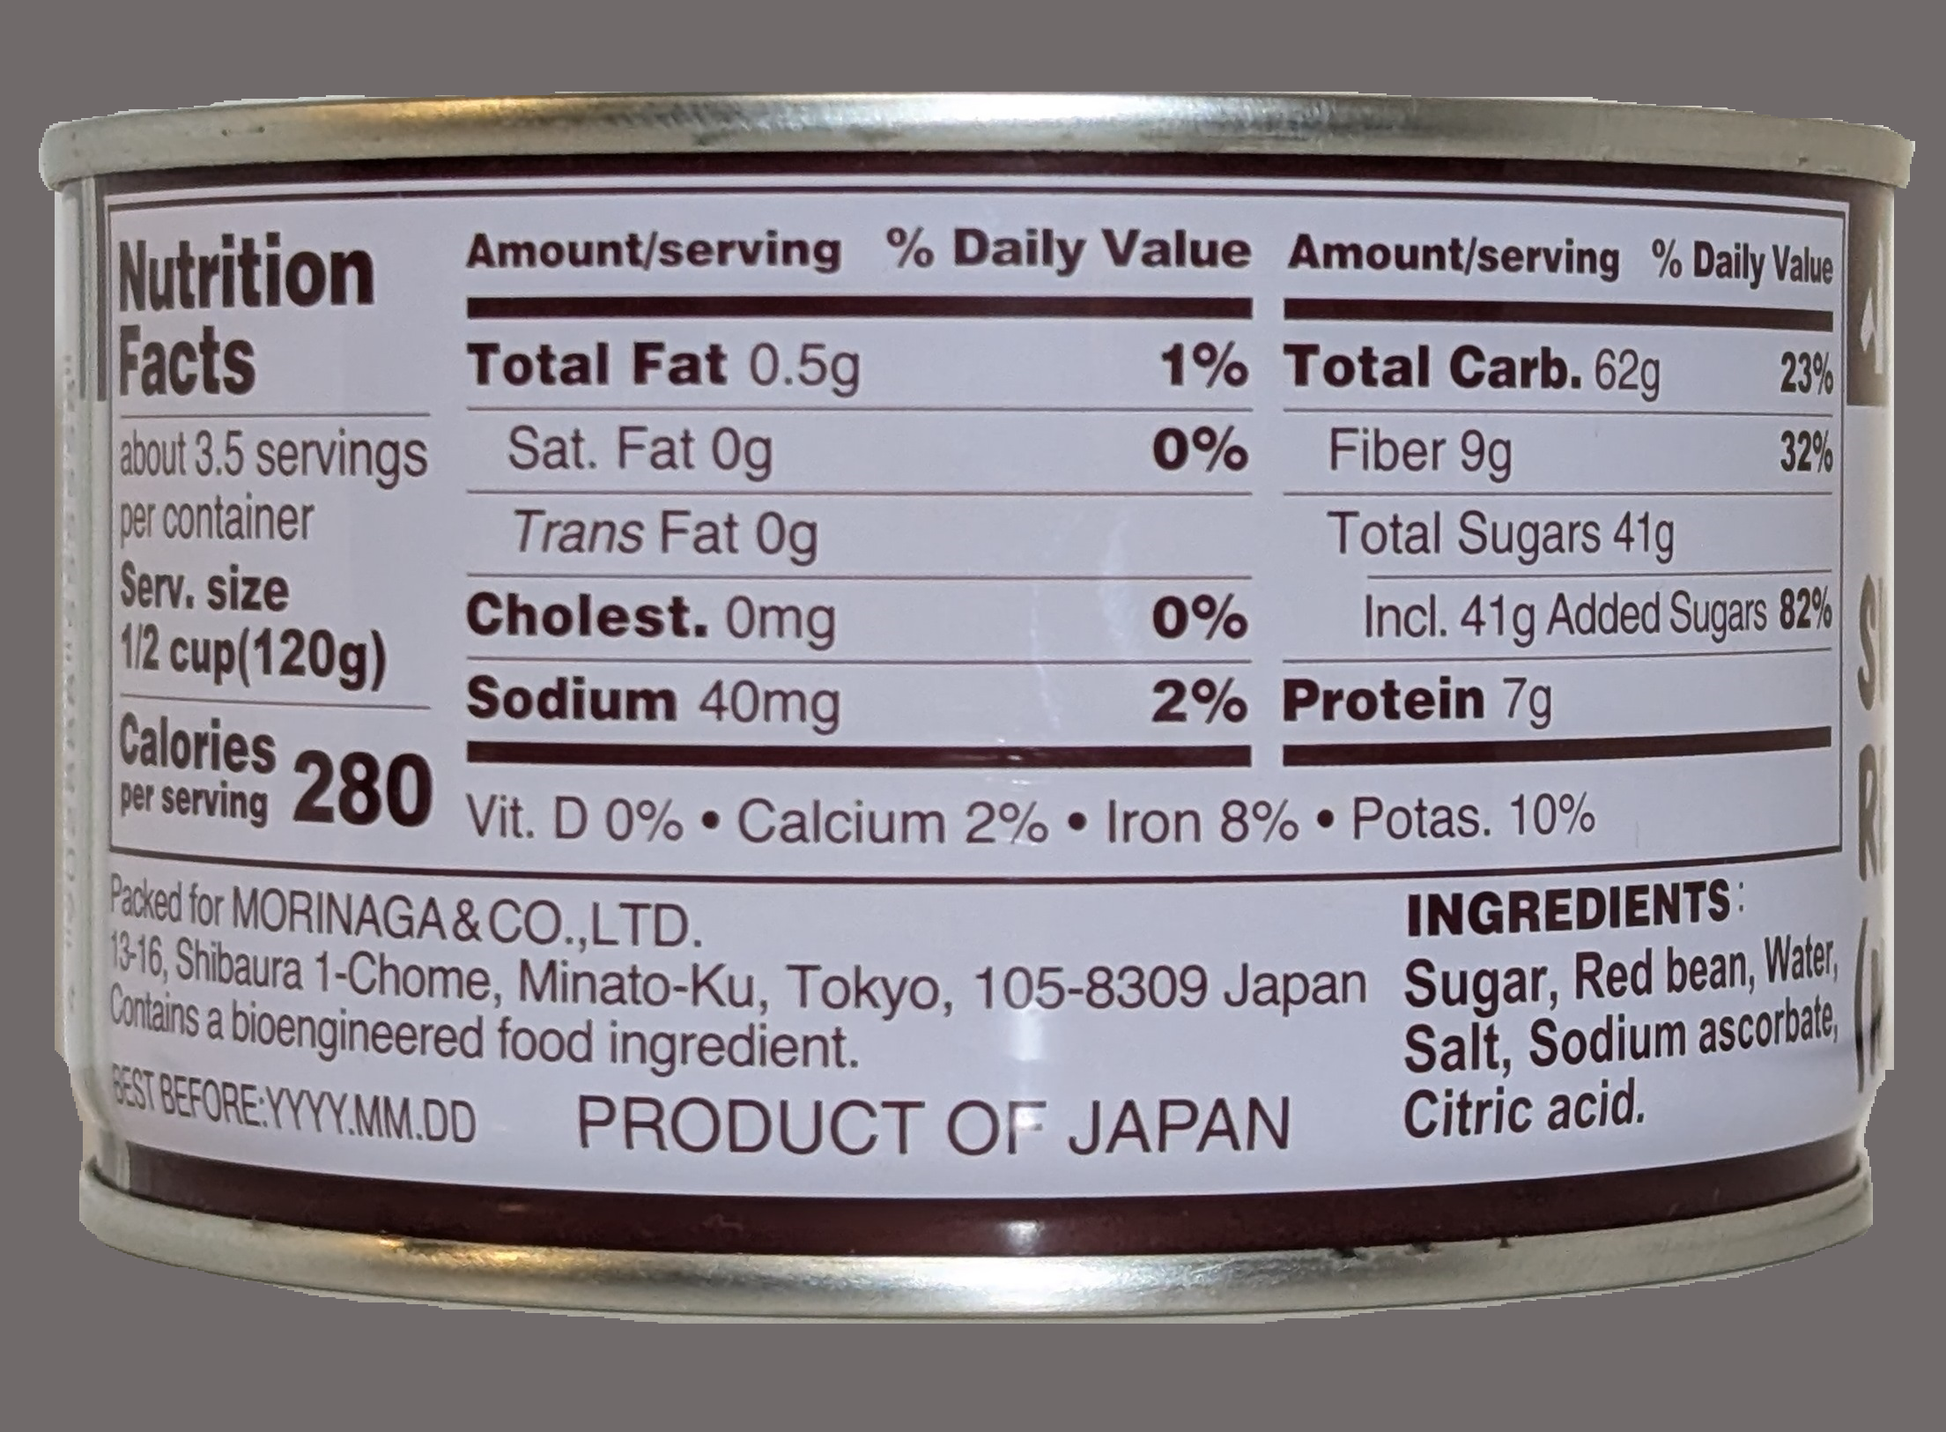 Nutrition
Facts
about 3.5 servings
per container
Serv. size
1/2 cup(120g)
Calories
per serving 280
Amount/serving % Daily Value
Total Fat 0.5g 1%
Sat. Fat 0g 0%
Trans Fat 0g
Cholest. 0mg 0%
Sodium 40mg 2%
Amount/serving % Daily Value
Total Carb. 62g 23%
Fiber 9g 32%
Total Sugars 41g
Incl. 41g Added Sugars 82%
Protein 7g
Vit. D 0% • Calcium 2% • Iron 8% • Potas. 10%
Packed for MORINAGA&CO.,LTD.
13-16, Shibaura 1-Chome, Minato-Ku, Tokyo, 105-8309 Japan
Contains a bioengineered food ingredient.
BEST BEFORE:YYYY.MM.DD
PRODUCT OF JAPAN
INGREDIENTS:
Sugar, Red bean, Water,
Salt, Sodium ascorbate,
Citric acid.